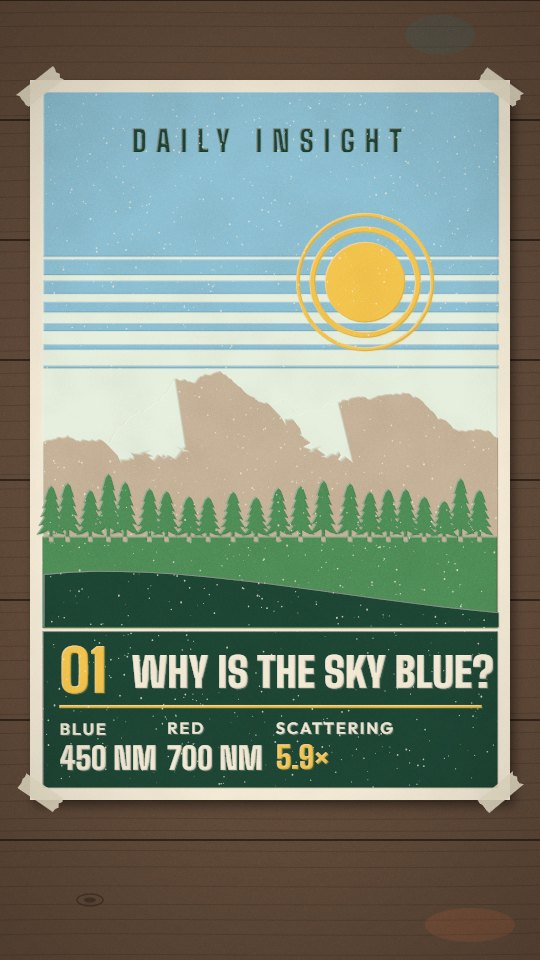 DAILY INSIGHT
01 WHY IS THE SKY BLUE?
BLUE RED SCATTERING
450 NM 700 NM 5.9×